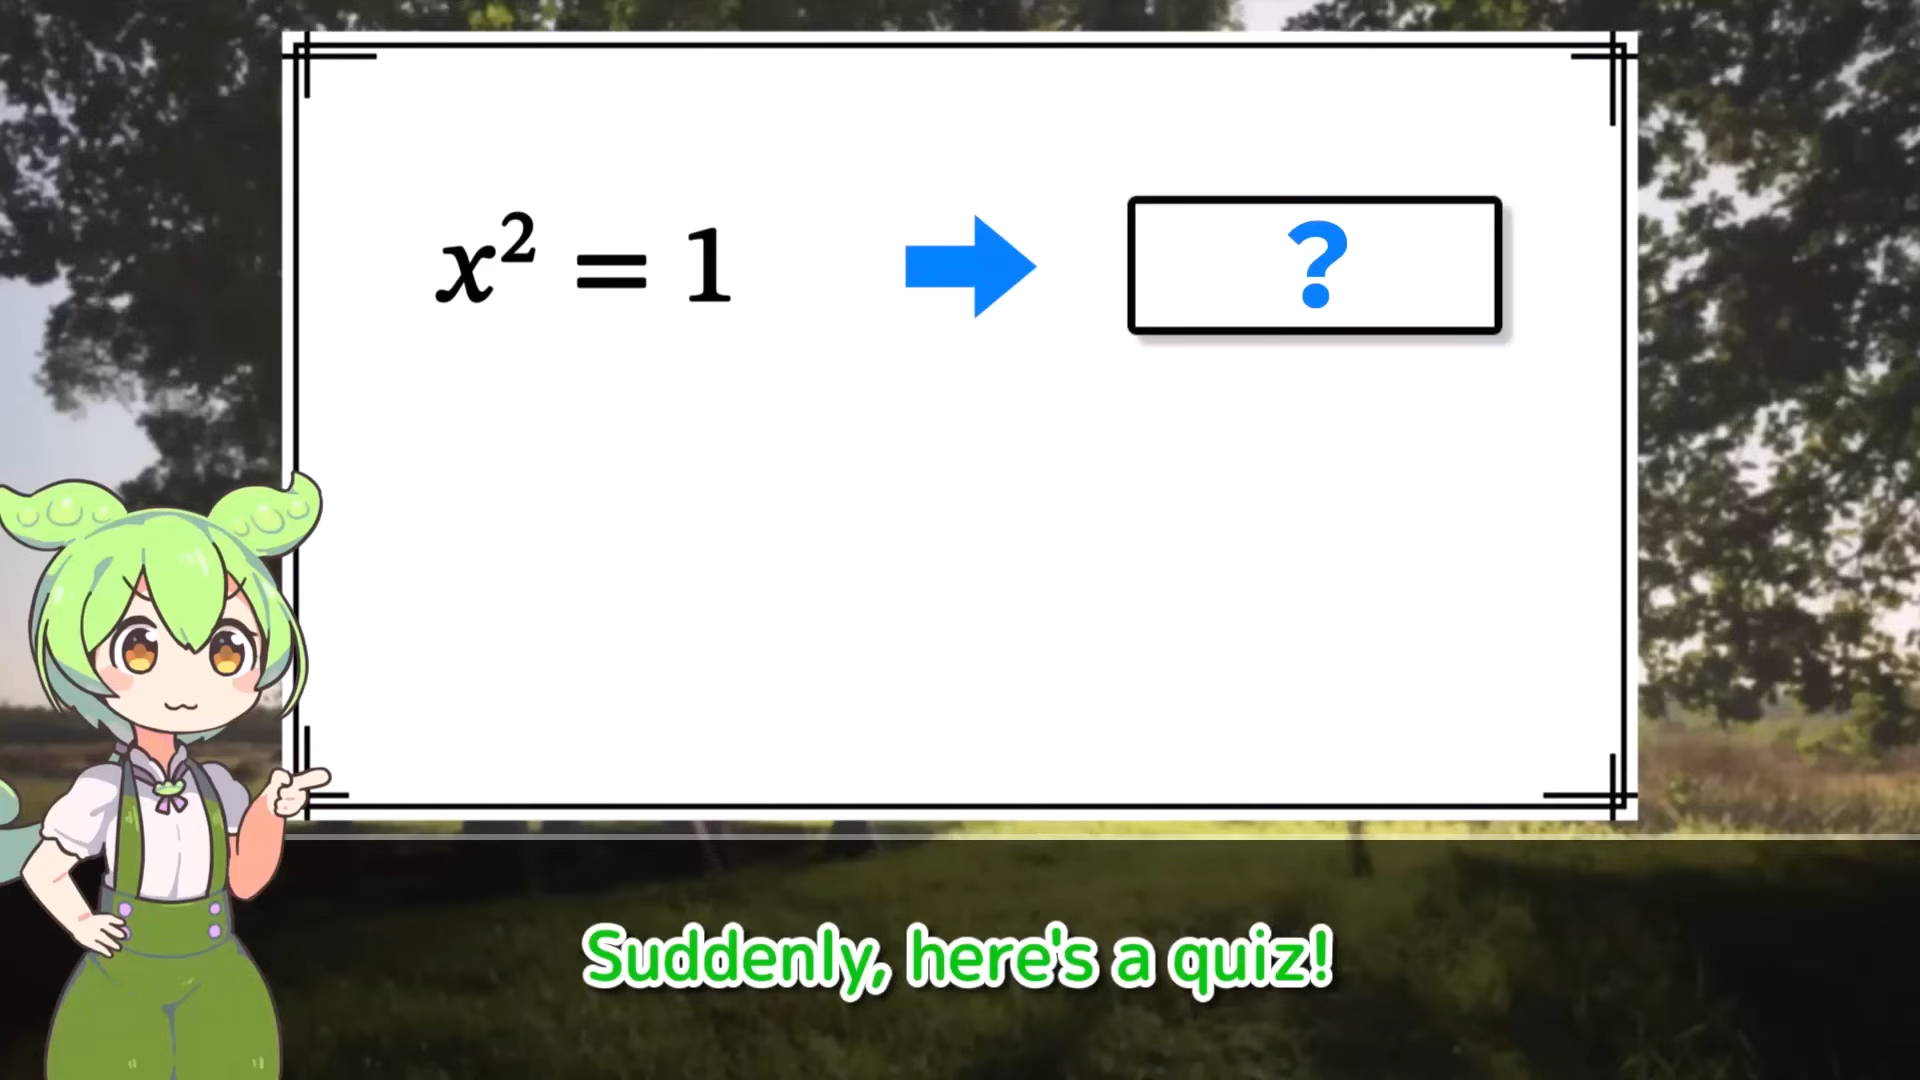 x² = 1 ➡ ?
Suddenly, here's a quiz!